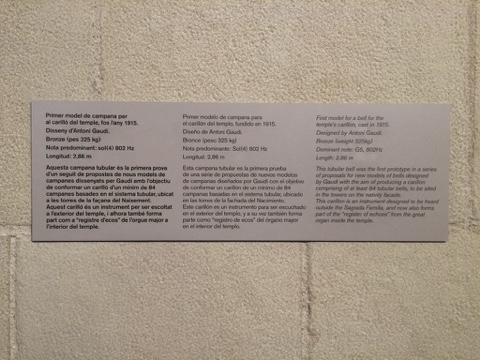 Primer model de campana per
al carilló del temple, fos l'any 1915.
Disseny d'Antoni Gaudí.
Bronze (pes 325 kg)
Nota predominant: sol(4) 802 Hz
Longitud: 2,86 m
Aquesta campana tubular és la primera prova
d'un seguit de propostes de nous models de
campanes dissenyats per Gaudí amb l'objectiu
de conformar un carilló d'un mínim de 84
campanes basades en el sistema tubular, ubicat
a les torres de la façana del Naixement.
Aquest carilló és un instrument per ser escoltat
a l'exterior del temple, i alhora també forma
part com a "registre d'ecos" de l'orgue major a
l'interior del temple.
Primer modelo de campana para
el carillón del templo, fundido en 1915.
Diseño de Antoni Gaudí.
Bronce (peso: 325 kg)
Nota predominante: Sol(4) 802 Hz
Longitud: 2,86 m
Esta campana tubular es la primera prueba
de una serie de propuestas de nuevos modelos
de campanas diseñados por Gaudí con el objetivo
de conformar un carillón de un mínimo de 84
campanas basadas en el sistema tubular, ubicado
en las torres de la fachada del Nacimiento.
Este carillón es un instrumento para ser escuchado
en el exterior del templo, y a su vez también forma
parte como "registro de ecos" del órgano mayor
en el interior del templo.
First model for a bell for the
temple's carillon, cast in 1915.
Designed by Antoni Gaudí.
Bronze (weight 325kg)
Dominant note: G5, 802Hz
Length: 2.86 m
This tubular bell was the first prototype in a series
of proposals for new models of bells designed
by Gaudí with the aim of producing a carillon
comprising of at least 84 tubular bells, to be sited
in the towers on the nativity facade.
This carillon is an instrument designed to be heard
outside the Sagrada Família, and now also forms
part of the "register of echoes" from the great
organ inside the temple.